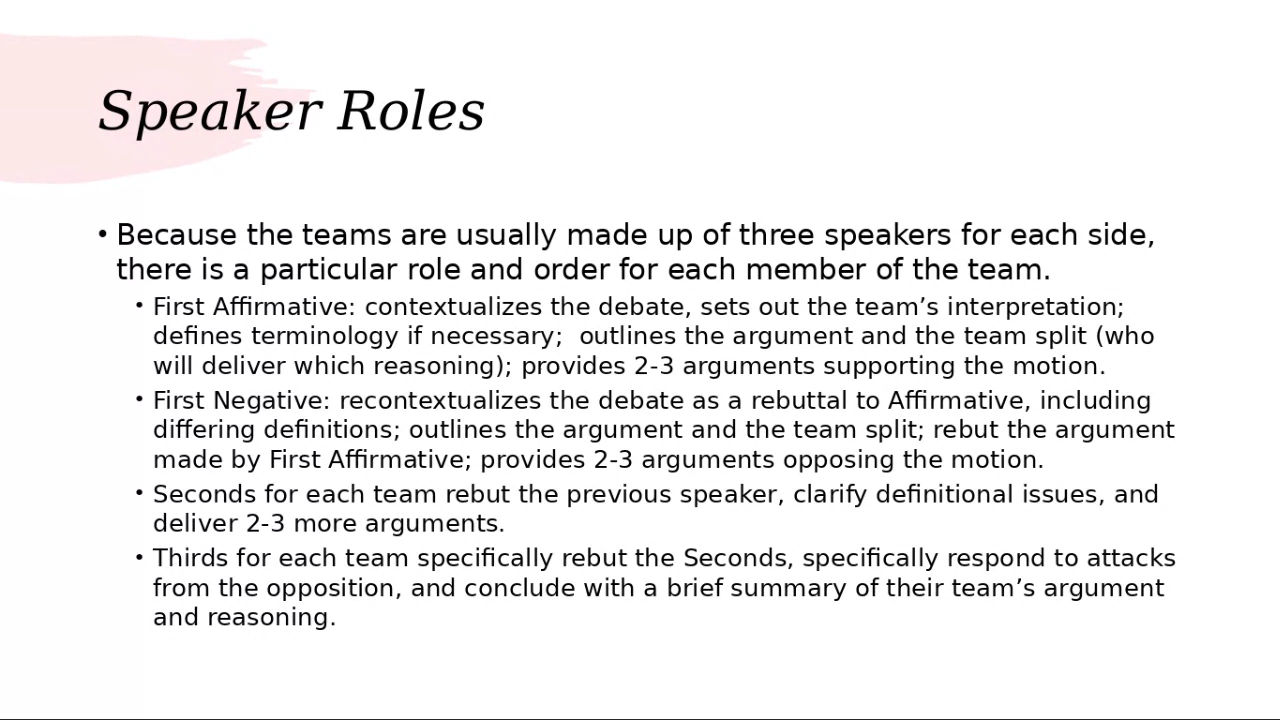 Speaker Roles
• Because the teams are usually made up of three speakers for each side,
there is a particular role and order for each member of the team.
• First Affirmative: contextualizes the debate, sets out the team’s interpretation;
defines terminology if necessary;  outlines the argument and the team split (who
will deliver which reasoning); provides 2-3 arguments supporting the motion.
• First Negative: recontextualizes the debate as a rebuttal to Affirmative, including
differing definitions; outlines the argument and the team split; rebut the argument
made by First Affirmative; provides 2-3 arguments opposing the motion.
• Seconds for each team rebut the previous speaker, clarify definitional issues, and
deliver 2-3 more arguments.
• Thirds for each team specifically rebut the Seconds, specifically respond to attacks
from the opposition, and conclude with a brief summary of their team’s argument
and reasoning.